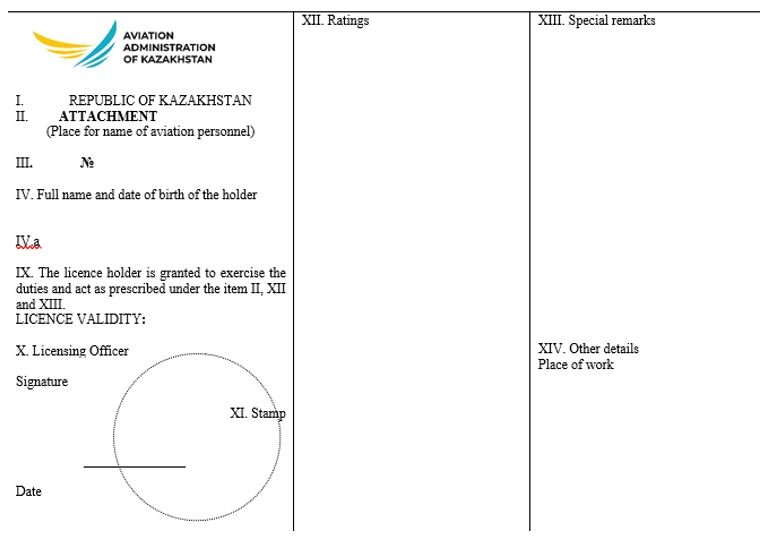 AVIATION
ADMINISTRATION
OF KAZAKHSTAN
I. REPUBLIC OF KAZAKHSTAN
II. ATTACHMENT
(Place for name of aviation personnel)
III. №
IV. Full name and date of birth of the holder
IV.a
IX. The licence holder is granted to exercise the
duties and act as prescribed under the item II, XII
and XIII.
LICENCE VALIDITY:
X. Licensing Officer
Signature
XI. Stamp
Date
XII. Ratings
XIII. Special remarks
XIV. Other details
Place of work